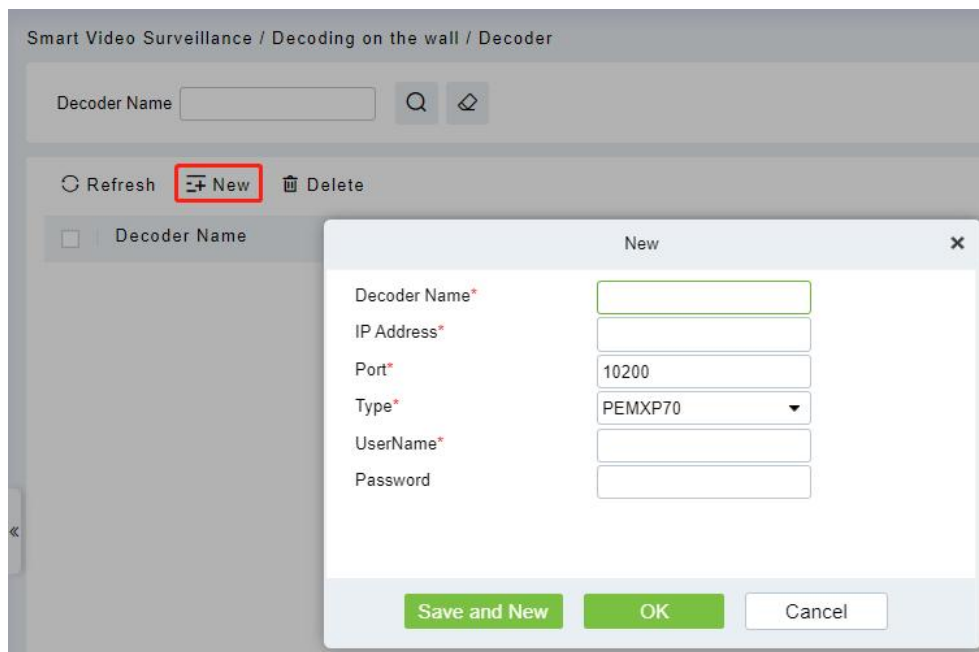 Smart Video Surveillance / Decoding on the wall / Decoder
Decoder Name
Refresh New Delete
Decoder Name
New
Decoder Name*
IP Address*
Port* 10200
Type* PEMXP70
UserName*
Password
Save and New OK Cancel